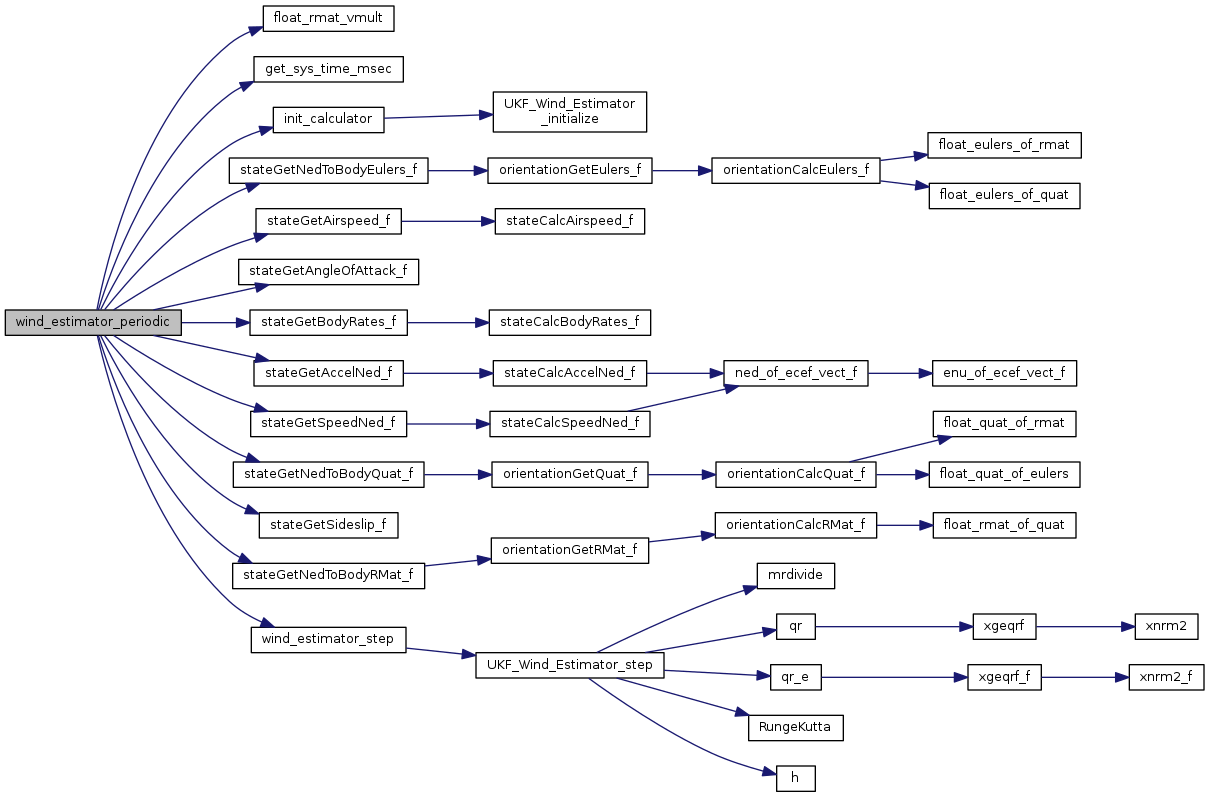 float_rmat_vmult
get_sys_time_msec
init_calculator
UKF_Wind_Estimator
_initialize
stateGetNedToBodyEulers_f
orientationGetEulers_f
orientationCalcEulers_f
float_eulers_of_rmat
float_eulers_of_quat
stateGetAirspeed_f
stateCalcAirspeed_f
stateGetAngleOfAttack_f
wind_estimator_periodic
stateGetBodyRates_f
stateCalcBodyRates_f
stateGetAccelNed_f
stateCalcAccelNed_f
ned_of_ecef_vect_f
enu_of_ecef_vect_f
stateGetSpeedNed_f
stateCalcSpeedNed_f
float_quat_of_rmat
stateGetNedToBodyQuat_f
orientationGetQuat_f
orientationCalcQuat_f
float_quat_of_eulers
stateGetSideslip_f
orientationCalcRMat_f
float_rmat_of_quat
orientationGetRMat_f
stateGetNedToBodyRMat_f
mrdivide
wind_estimator_step
qr
xgeqrf
xnrm2
UKF_Wind_Estimator_step
qr_e
xgeqrf_f
xnrm2_f
RungeKutta
h